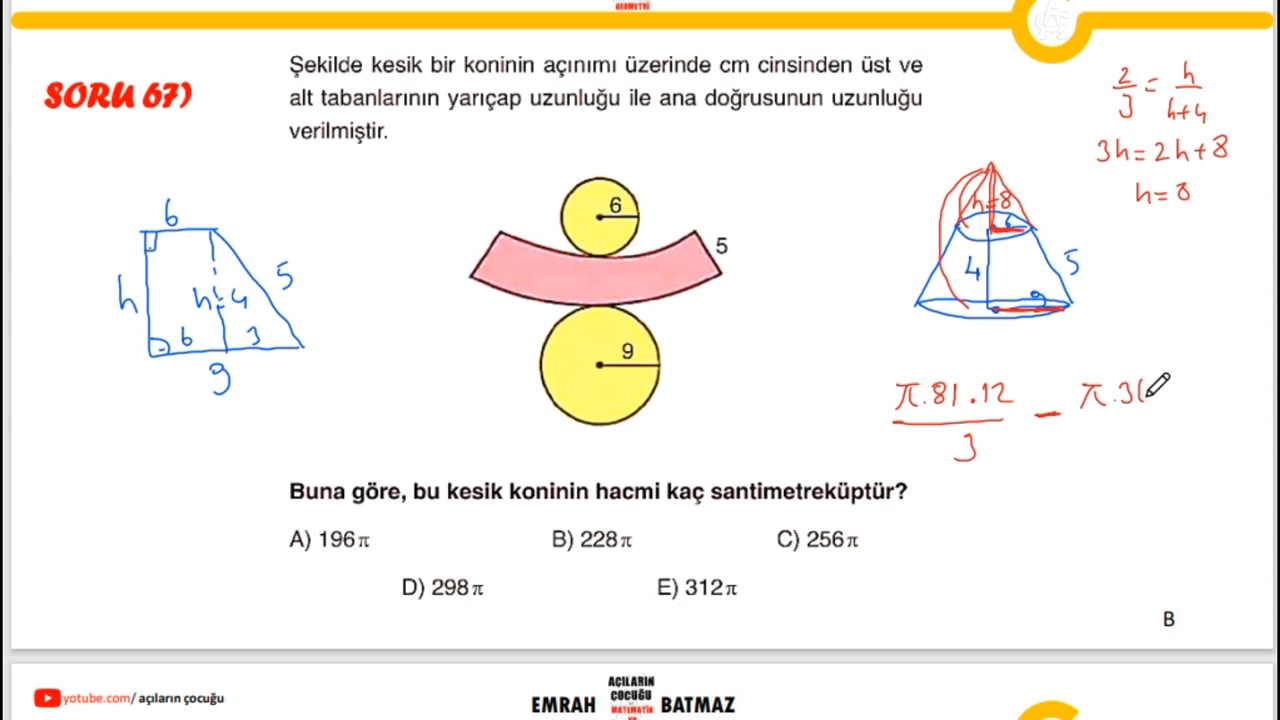 GEOMETRİ
SORU 67)
Şekilde kesik bir koninin açınımı üzerinde cm cinsinden üst ve
alt tabanlarının yarıçap uzunluğu ile ana doğrusunun uzunluğu
verilmiştir.
2/3 = h/h+4
3h=2h+8
h=8
6
h
h=4
5
6
3
9
6
5
9
h=8
6
4
5
9
π.81.12/3 - π.3
Buna göre, bu kesik koninin hacmi kaç santimetreküptür?
A) 196π
B) 228π
C) 256π
D) 298π
E) 312π
B
yotube.com/ açıların çocuğu
EMRAH
AÇILARIN
ÇOCUĞU
MATEMATİK
VE
BATMAZ